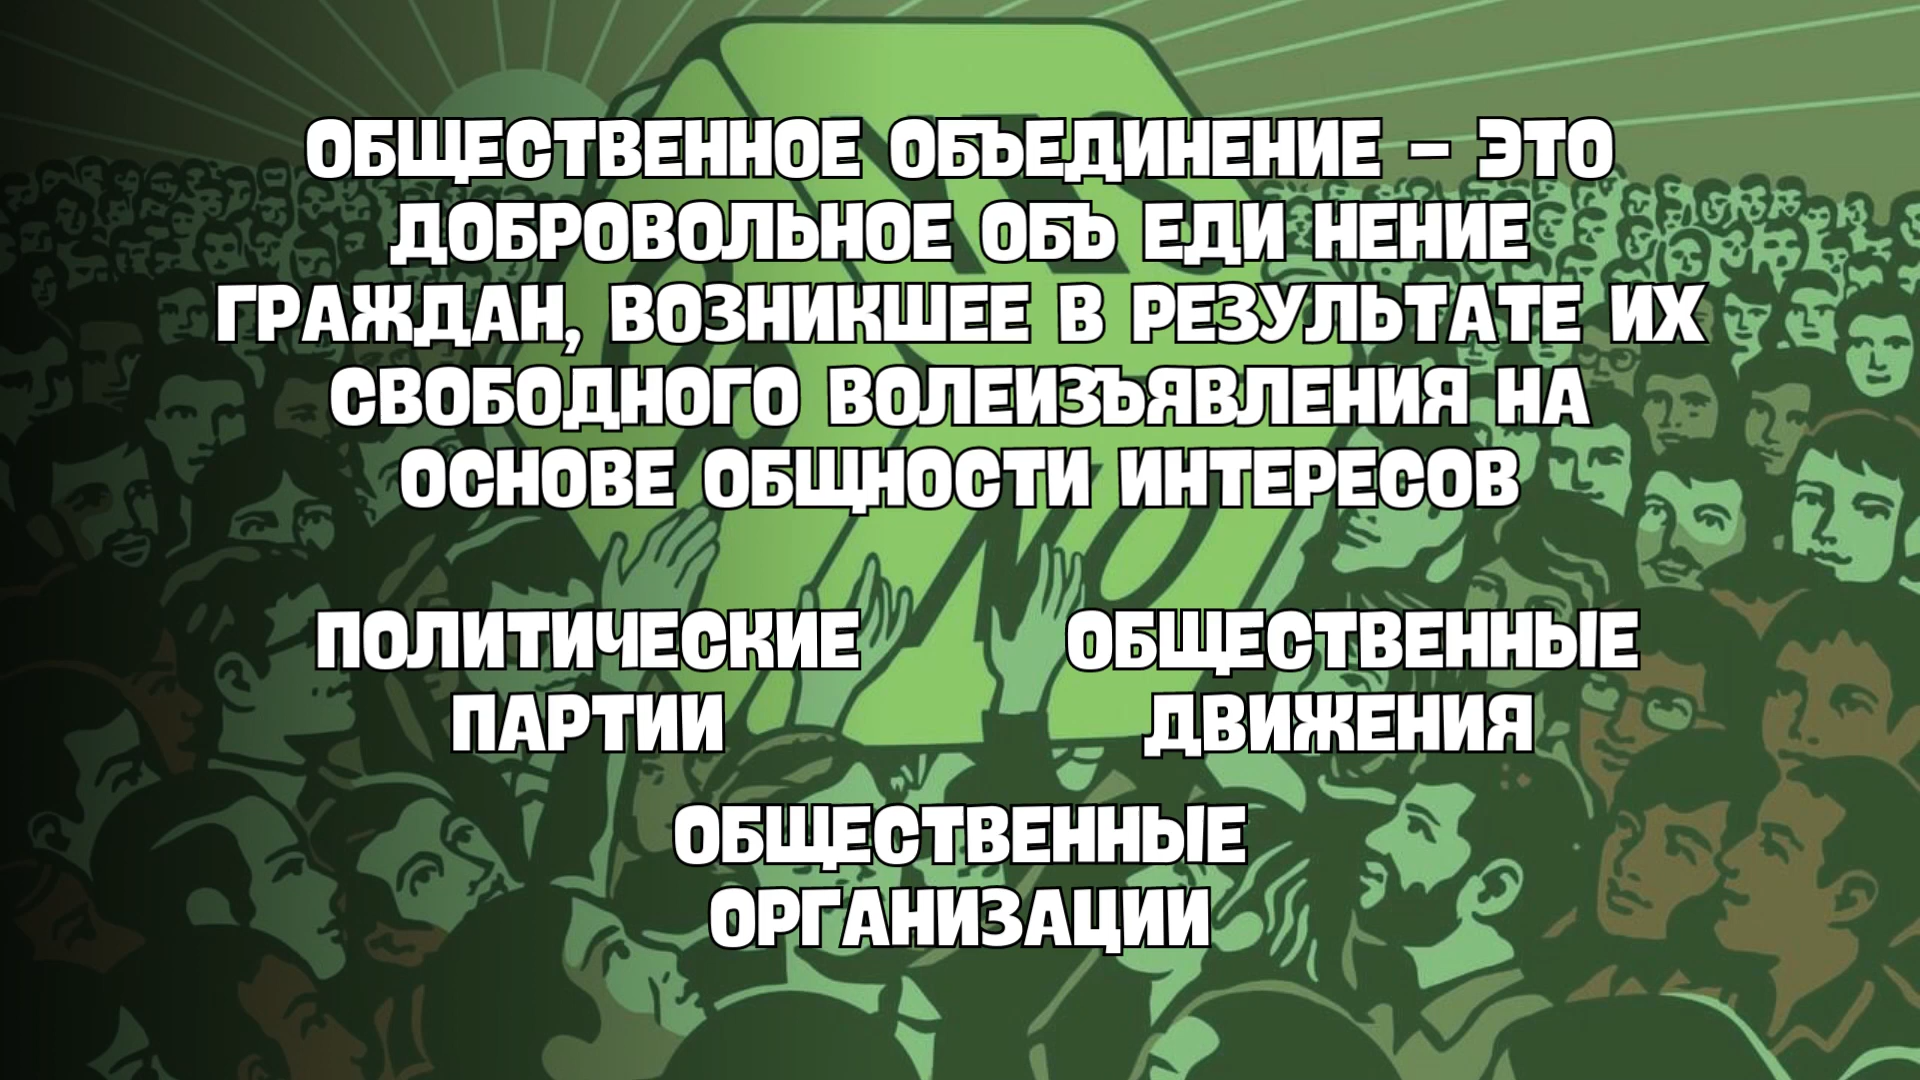 ОБЩЕСТВЕННОЕ ОБЪЕДИНЕНИЕ – ЭТО
ДОБРОВОЛЬНОЕ ОБЪ ЕДИ НЕНИЕ
ГРАЖДАН, ВОЗНИКШЕЕ В РЕЗУЛЬТАТЕ ИХ
СВОБОДНОГО ВОЛЕИЗЪЯВЛЕНИЯ НА
ОСНОВЕ ОБЩНОСТИ ИНТЕРЕСОВ
ПОЛИТИЧЕСКИЕ
ПАРТИИ
ОБЩЕСТВЕННЫЕ
ДВИЖЕНИЯ
ОБЩЕСТВЕННЫЕ
ОРГАНИЗАЦИИ
NO